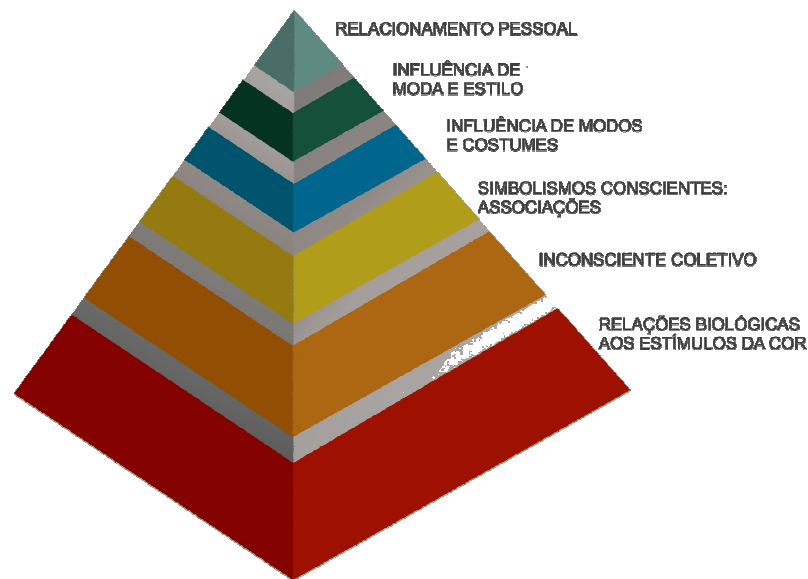 RELACIONAMENTO PESSOAL
INFLUÊNCIA DE
MODA E ESTILO
INFLUÊNCIA DE MODOS
E COSTUMES
SIMBOLISMOS CONSCIENTES:
ASSOCIAÇÕES
INCONSCIENTE COLETIVO
RELAÇÕES BIOLÓGICAS
AOS ESTÍMULOS DA COR